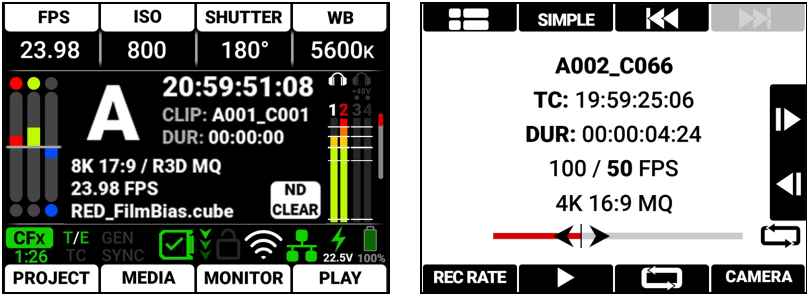 FPS ISO SHUTTER WB
23.98 800 180° 5600K
A
20:59:51:08
CLIP: A001_C001
DUR: 00:00:00
+48V
1 2 3 4
8K 17:9 / R3D MQ
23.98 FPS
RED_FilmBias.cube
ND
CLEAR
CFx T/E GEN
1:26 TC SYNC 22.5V 100%
PROJECT MEDIA MONITOR PLAY
SIMPLE
A002_C066
TC: 19:59:25:06
DUR: 00:00:04:24
100 / 50 FPS
4K 16:9 MQ
REC RATE CAMERA